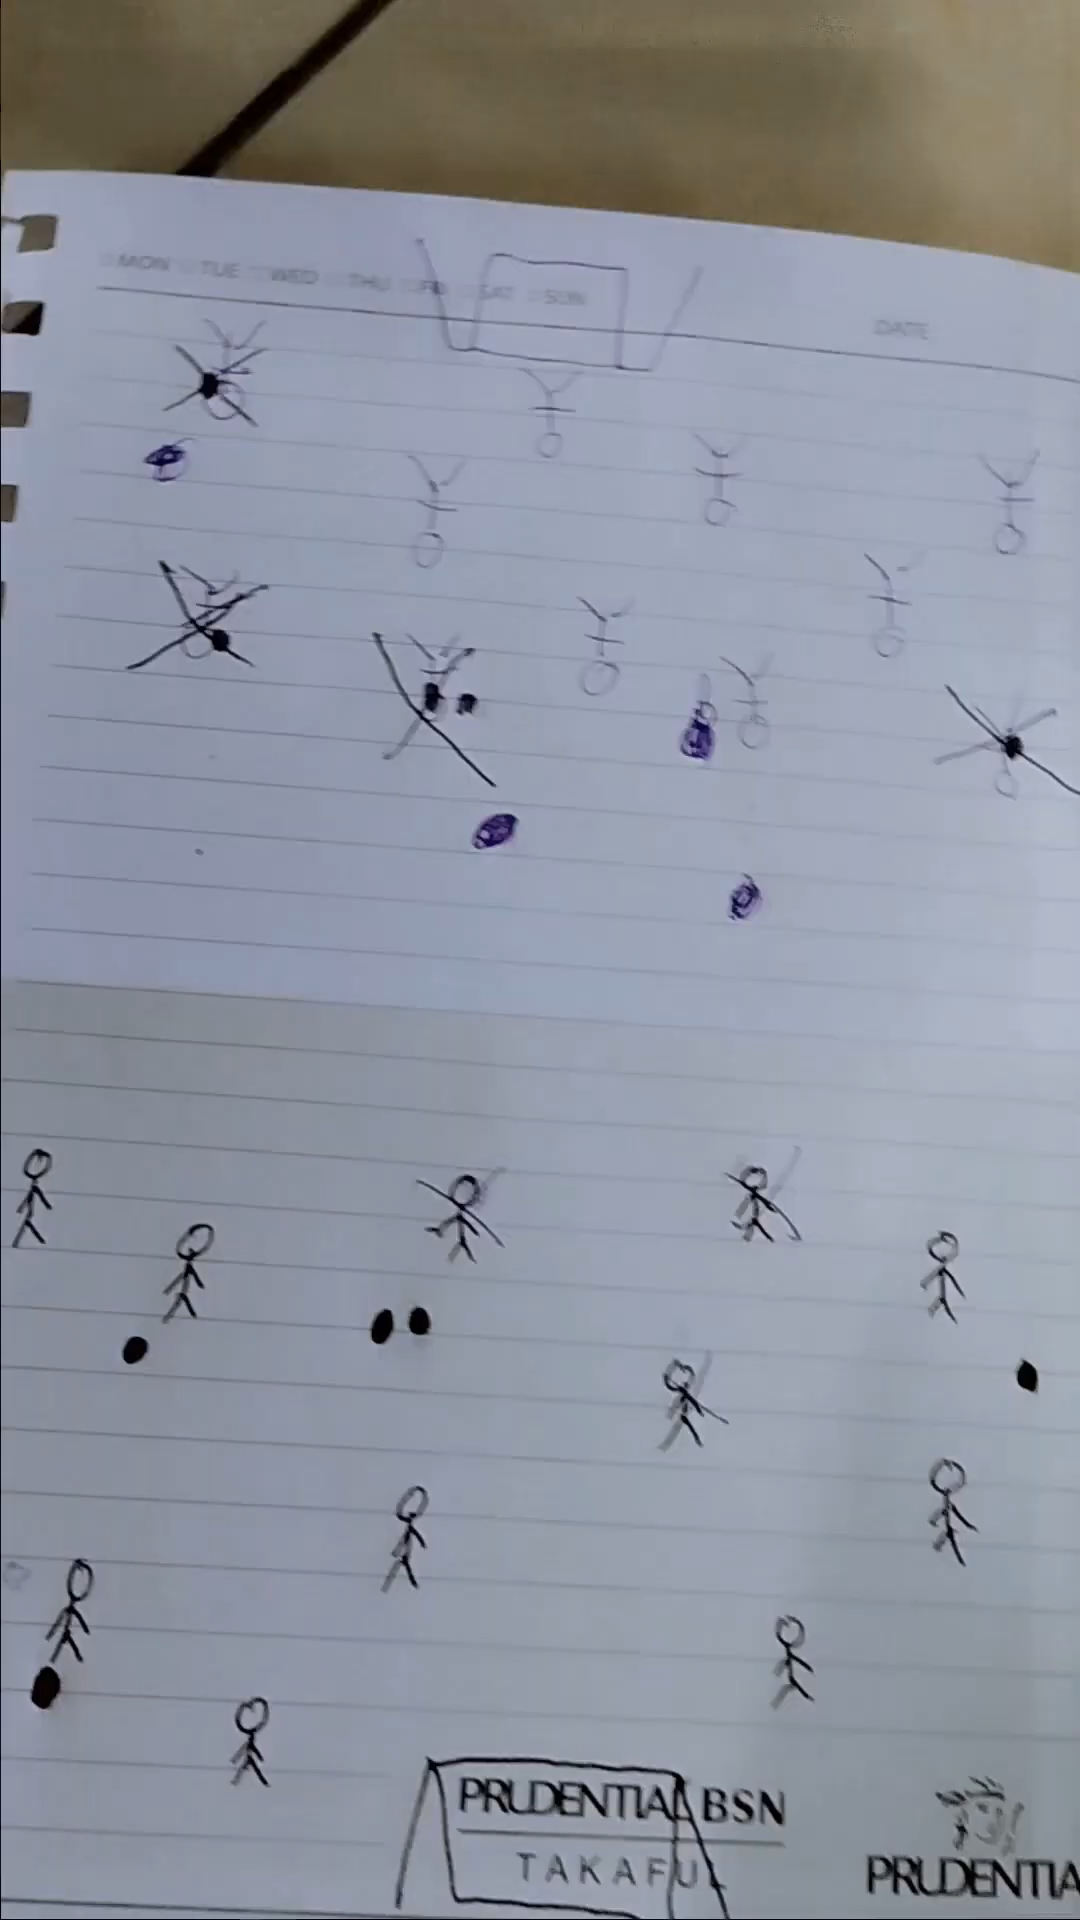 MON TUE WED THU FRI SAT SUN
DATE
PRUDENTIAL BSN
TAKAFUL
PRUDENTIA